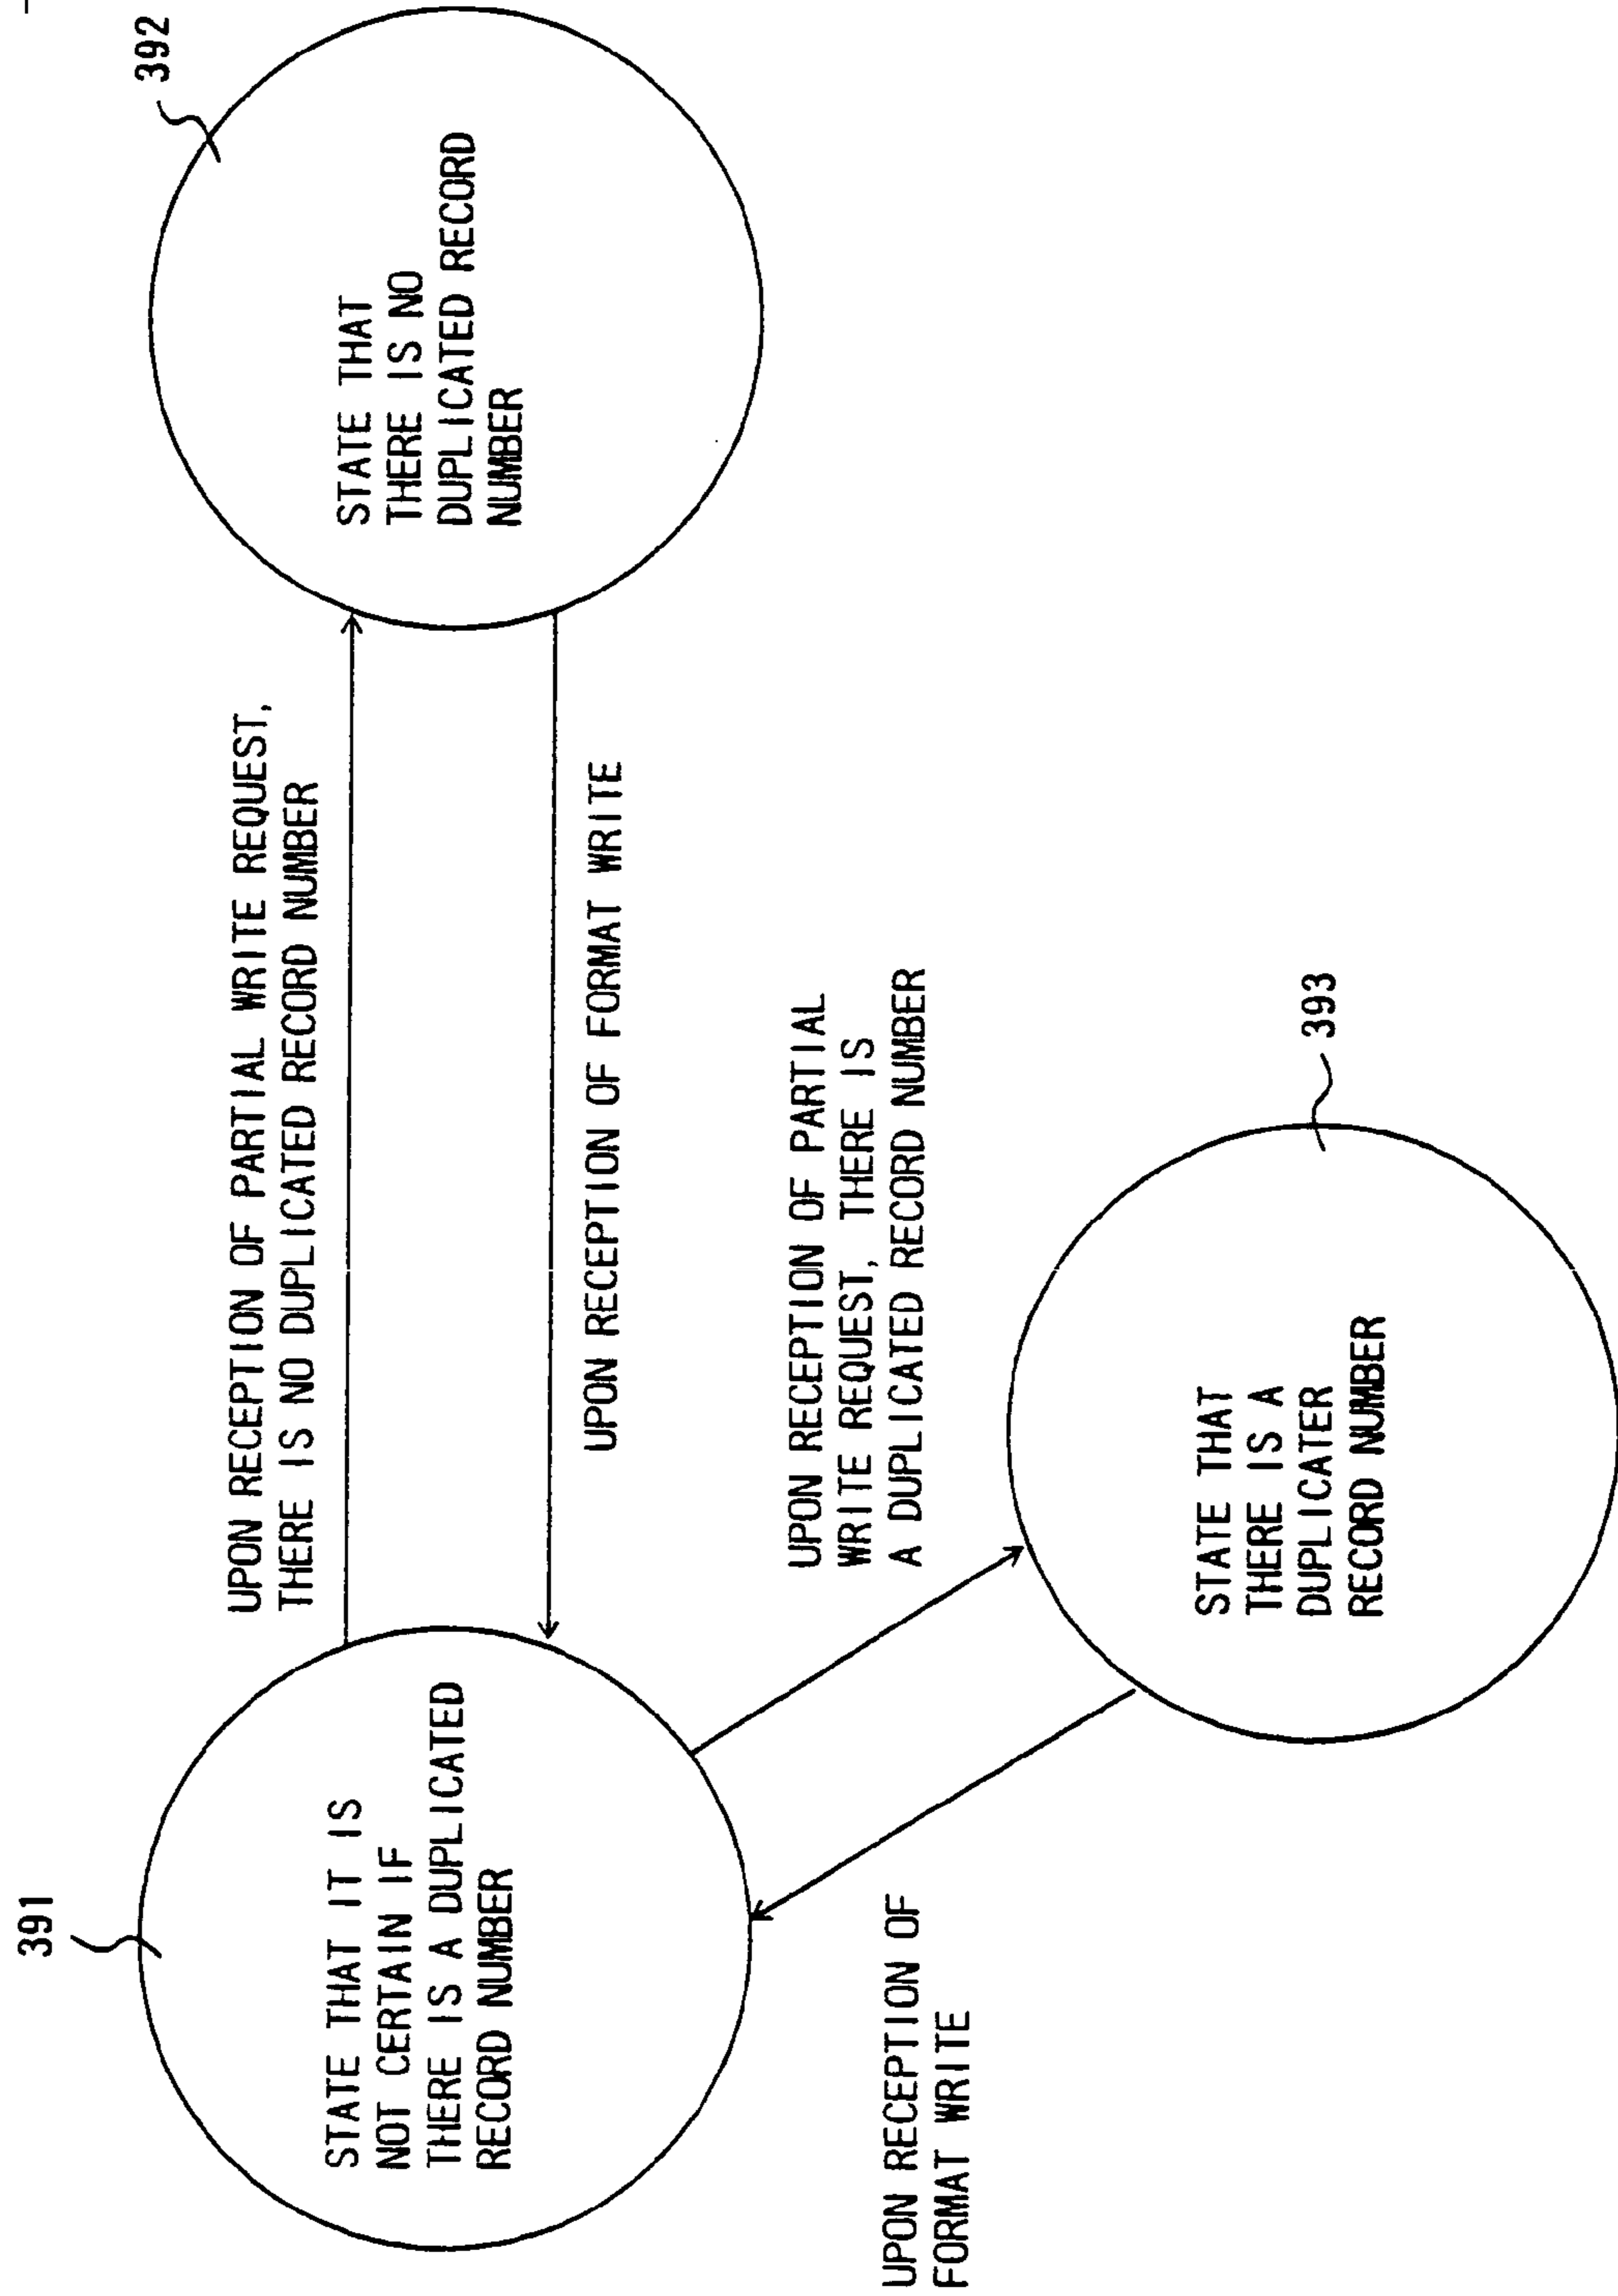 391
STATE THAT IT IS
NOT CERTAIN IF
THERE IS A DUPLICATED
RECORD NUMBER
UPON RECEPTION OF PARTIAL WRITE REQUEST,
THERE IS NO DUPLICATED RECORD NUMBER
392
STATE THAT
THERE IS NO
DUPLICATED RECORD
NUMBER
UPON RECEPTION OF FORMAT WRITE
UPON RECEPTION OF PARTIAL
WRITE REQUEST, THERE IS
A DUPLICATED RECORD NUMBER
UPON RECEPTION OF
FORMAT WRITE
393
STATE THAT
THERE IS A
DUPLICATER
RECORD NUMBER